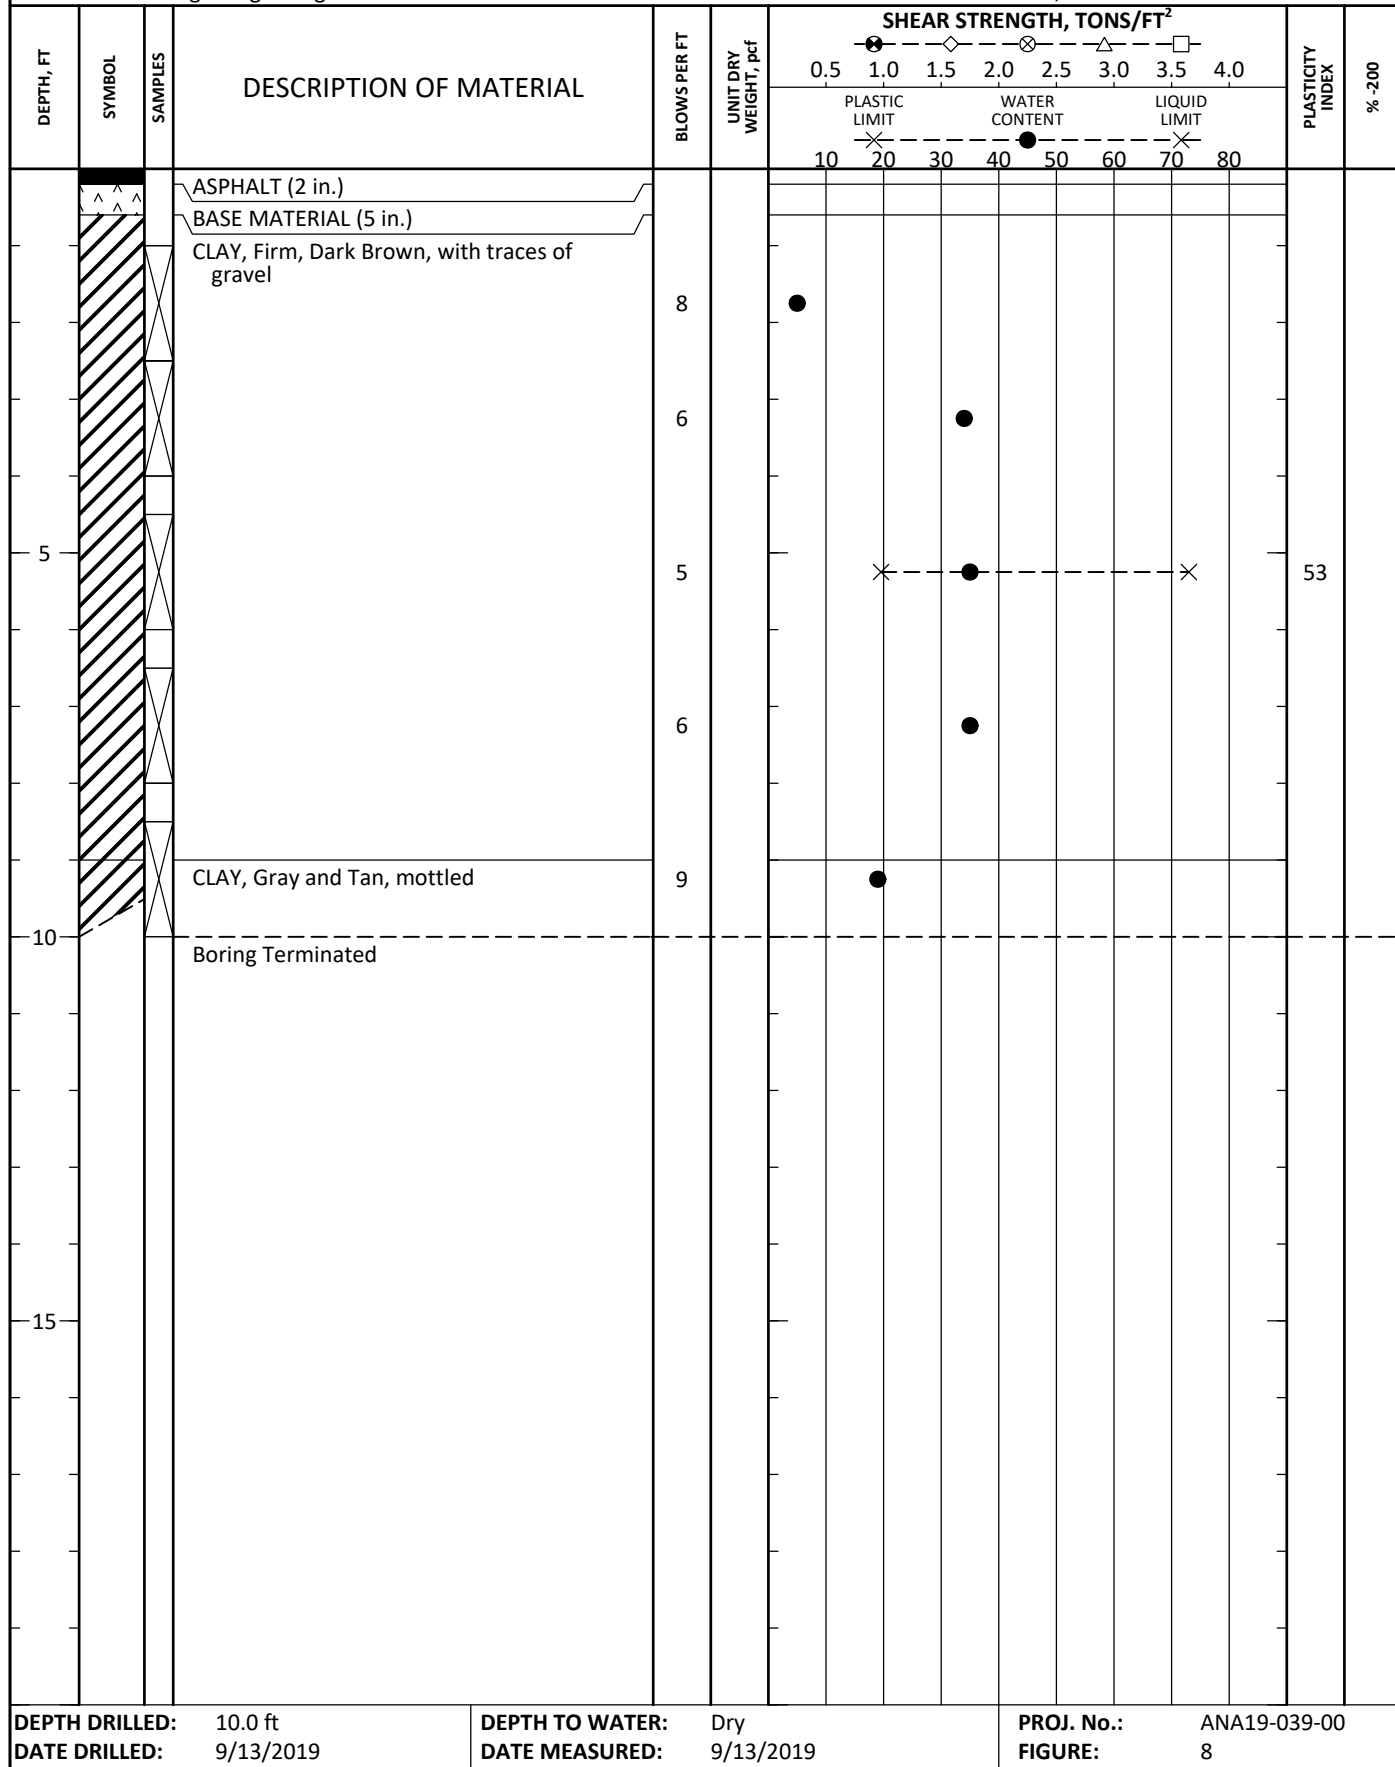 DEPTH, FT
SYMBOL
SAMPLES
DESCRIPTION OF MATERIAL
BLOWS PER FT
UNIT DRY
WEIGHT, pcf
SHEAR STRENGTH, TONS/FT²
0.5 1.0 1.5 2.0 2.5 3.0 3.5 4.0
PLASTIC
LIMIT
WATER
CONTENT
LIQUID
LIMIT
10 20 30 40 50 60 70 80
PLASTICITY
INDEX
% -200
ASPHALT (2 in.)
BASE MATERIAL (5 in.)
CLAY, Firm, Dark Brown, with traces of
gravel
8
6
5
5
53
6
CLAY, Gray and Tan, mottled
9
10
Boring Terminated
15
DEPTH DRILLED: 10.0 ft
DATE DRILLED: 9/13/2019
DEPTH TO WATER: Dry
DATE MEASURED: 9/13/2019
PROJ. No.: ANA19-039-00
FIGURE: 8